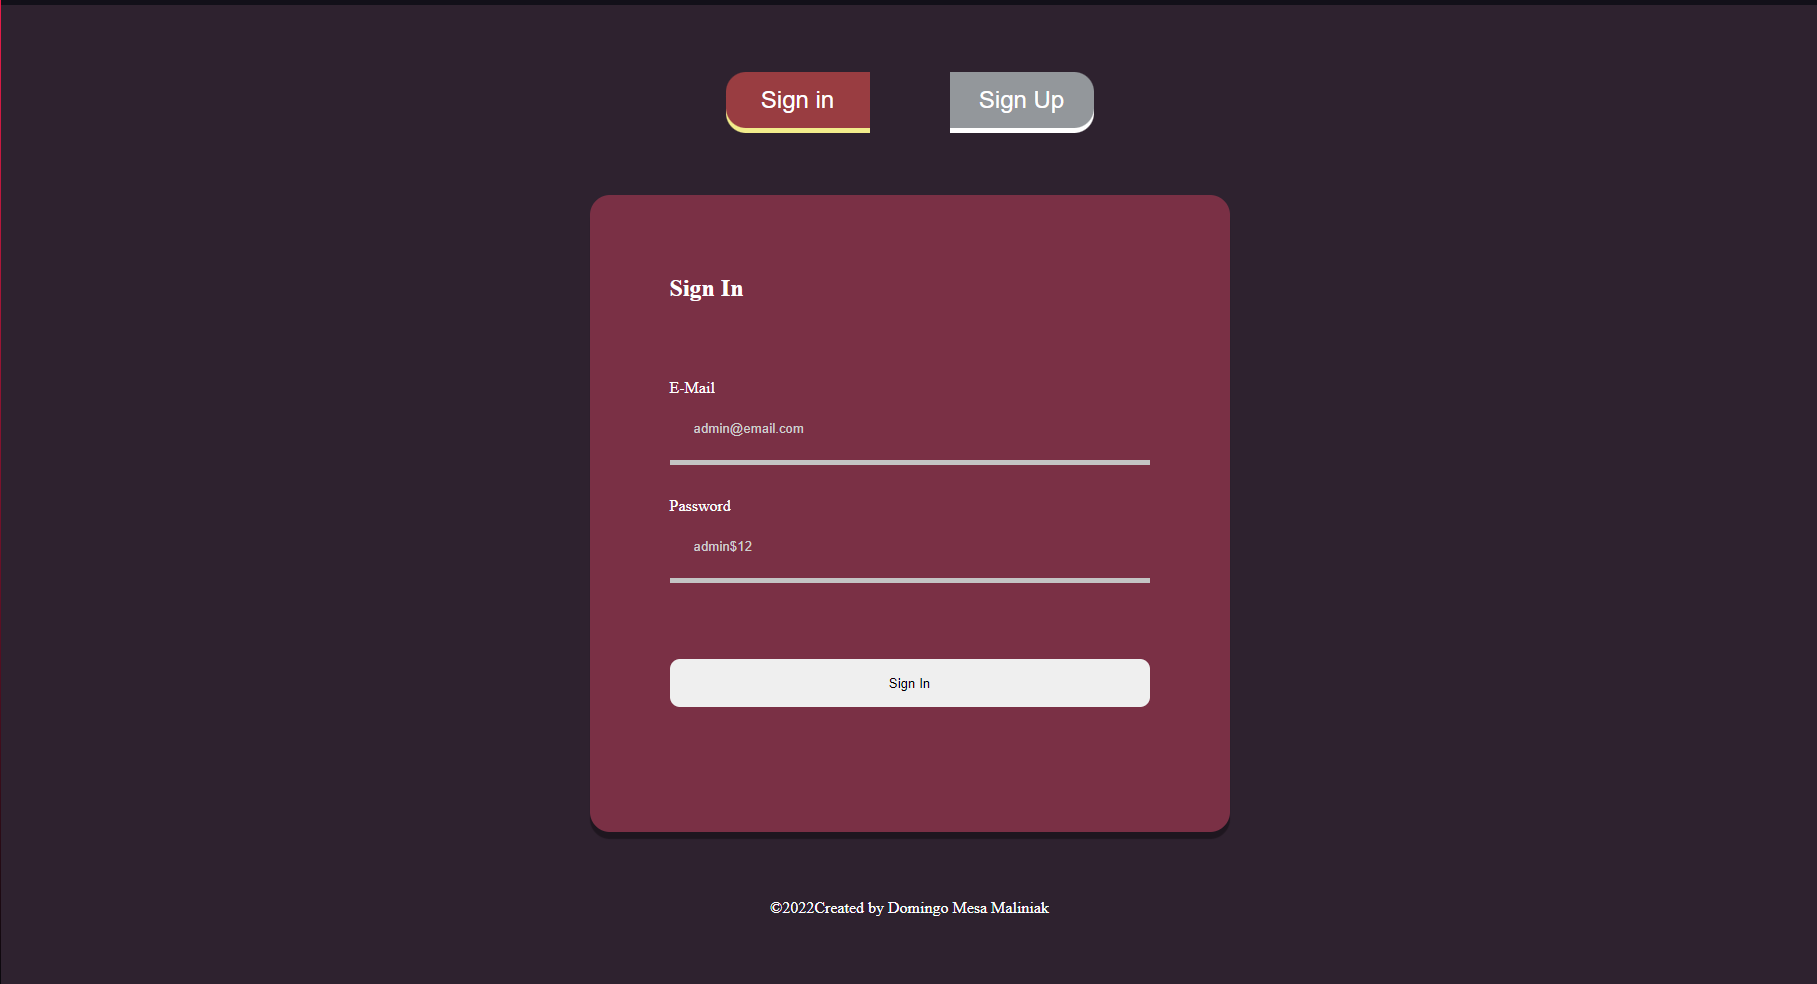 Sign in
Sign Up
Sign In
E-Mail
admin@email.com
Password
admin$12
Sign In
©2022Created by Domingo Mesa Maliniak